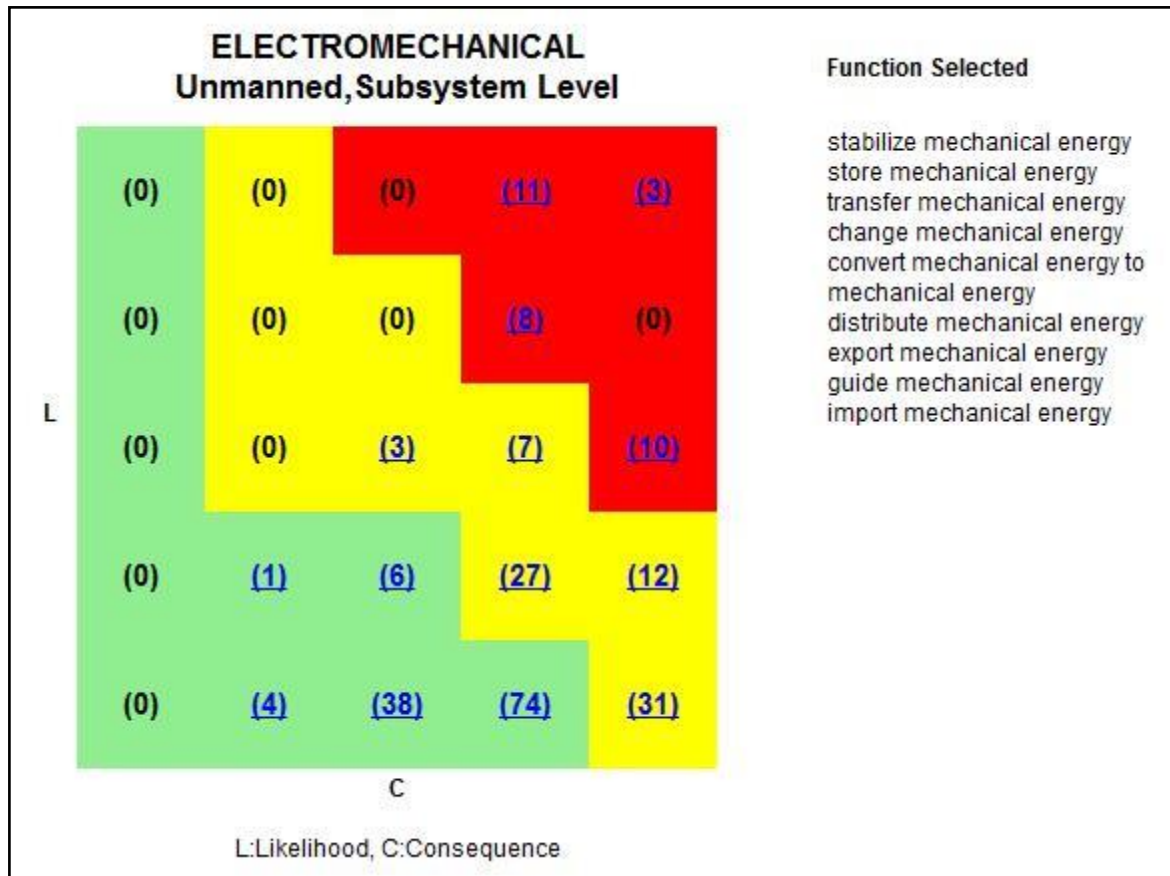 ELECTROMECHANICAL
Unmanned,Subsystem Level
(0) (0) (0) (11) (3)
(0) (0) (0) (8) (0)
L
(0) (0) (3) (7) (10)
(0) (1) (6) (27) (12)
(0) (4) (38) (74) (31)
C
L:Likelihood, C:Consequence
Function Selected
stabilize mechanical energy
store mechanical energy
transfer mechanical energy
change mechanical energy
convert mechanical energy to
mechanical energy
distribute mechanical energy
export mechanical energy
guide mechanical energy
import mechanical energy